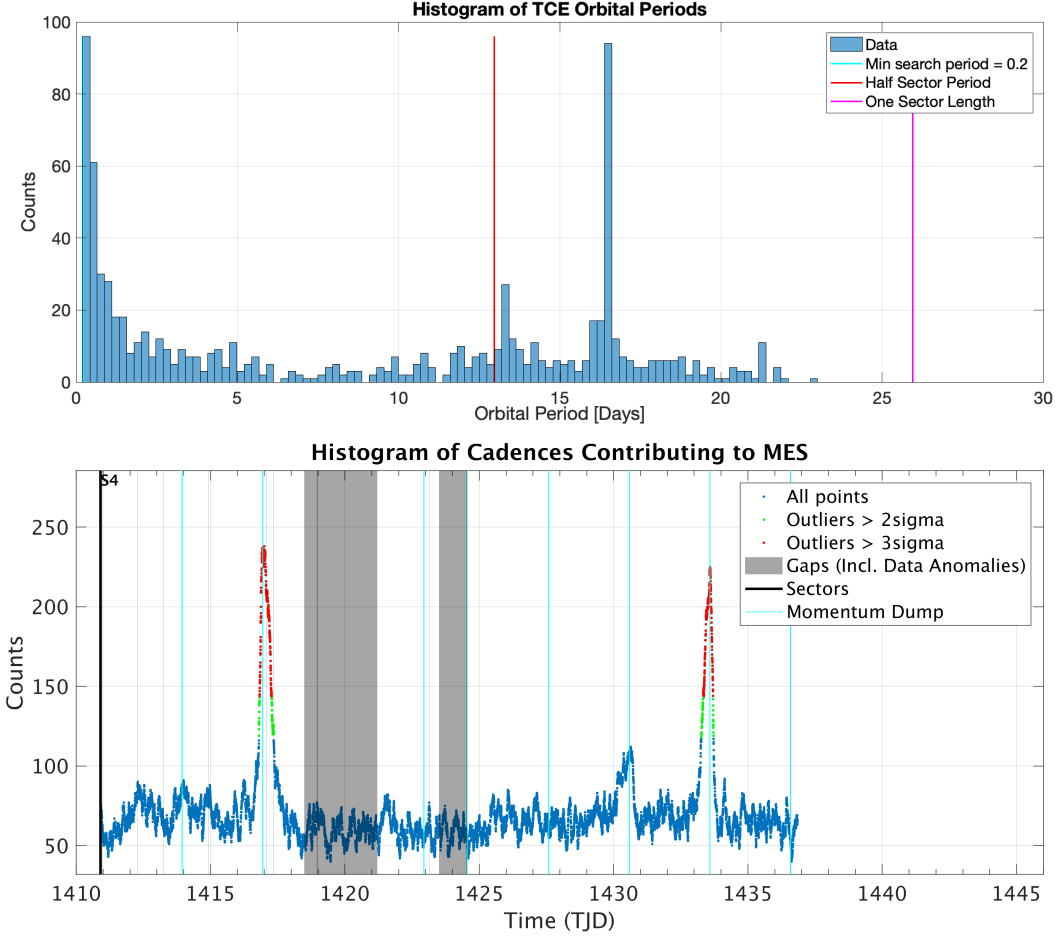 Histogram of TCE Orbital Periods
100
80
60
40
20
0
Counts
Data
Min search period = 0.2
Half Sector Period
One Sector Length
0 5 10 15 20 25 30
Orbital Period [Days]
Histogram of Cadences Contributing to MES
S4
250
200
150
100
50
Counts
All points
Outliers > 2sigma
Outliers > 3sigma
Gaps (Incl. Data Anomalies)
Sectors
Momentum Dump
1410 1415 1420 1425 1430 1435 1440 1445
Time (TJD)